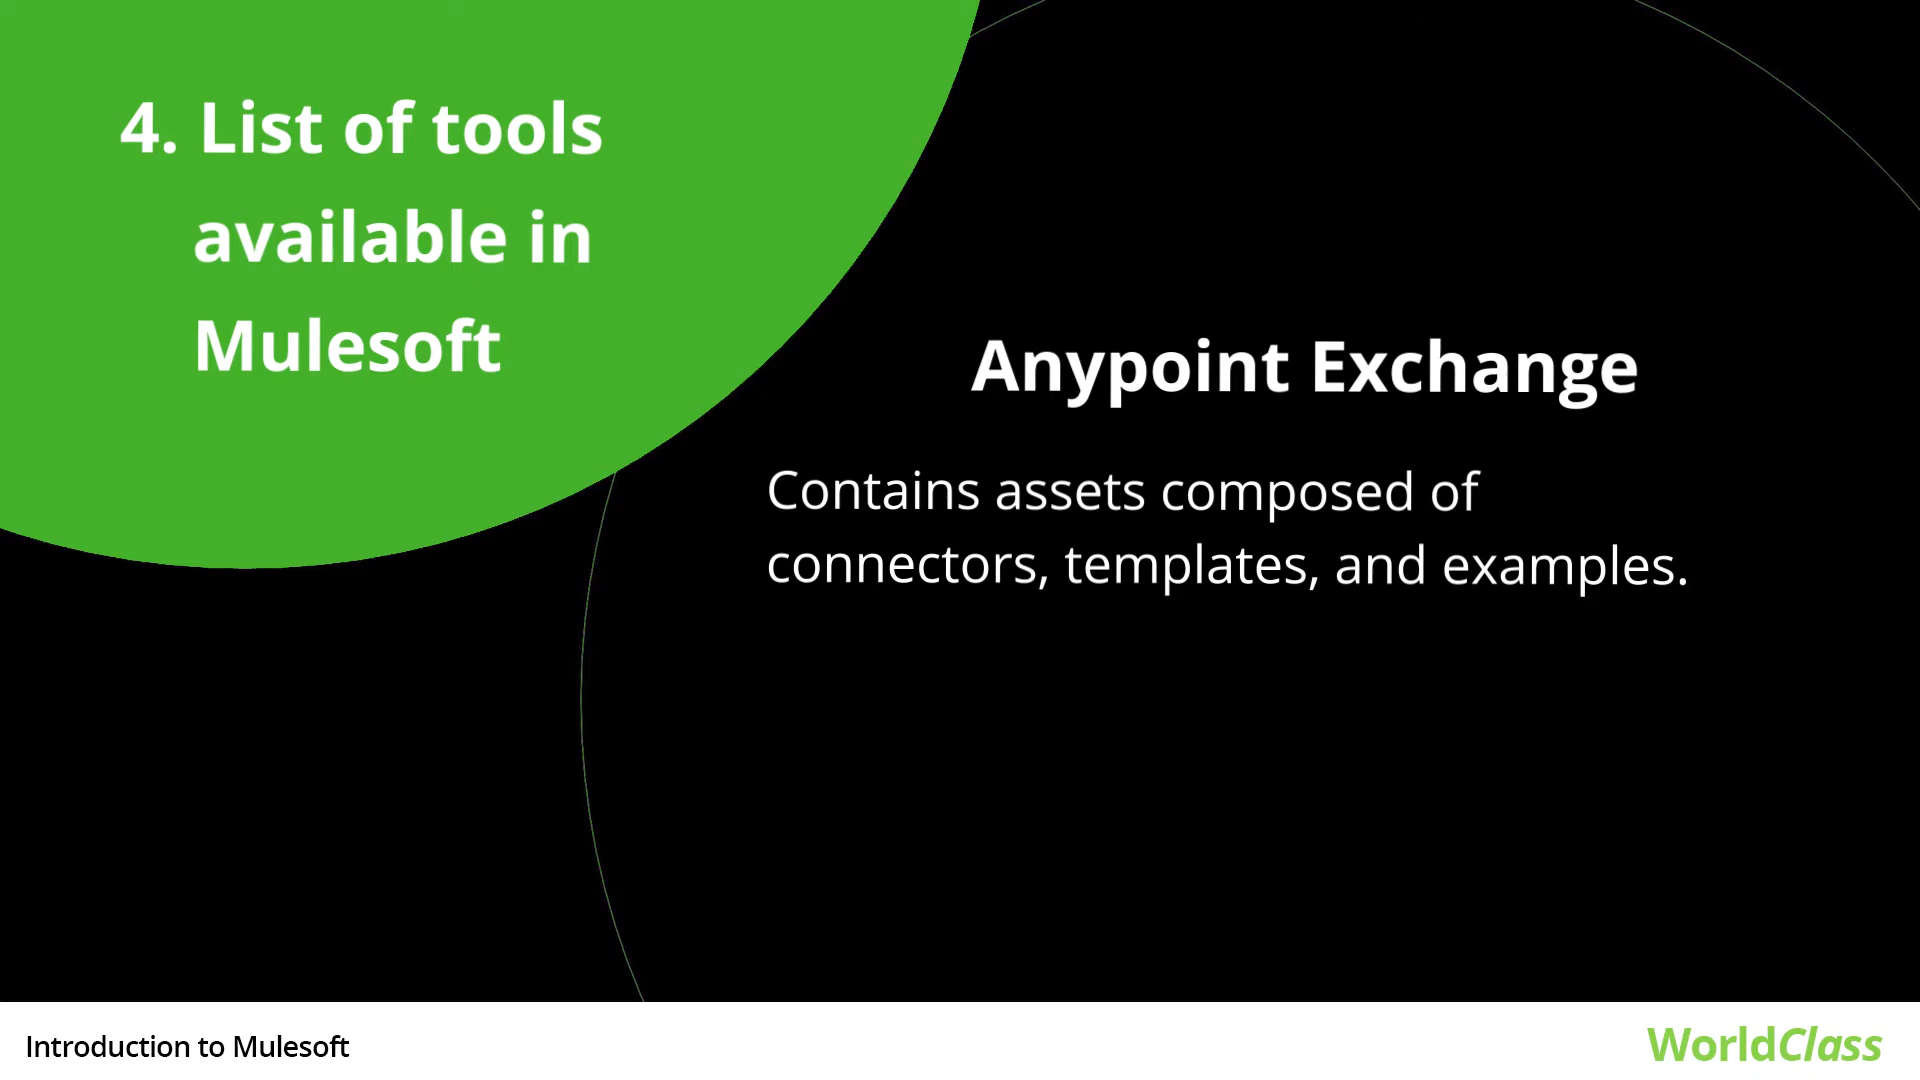 4. List of tools
available in
Mulesoft
Anypoint Exchange
Contains assets composed of
connectors, templates, and examples.
Introduction to Mulesoft
WorldClass